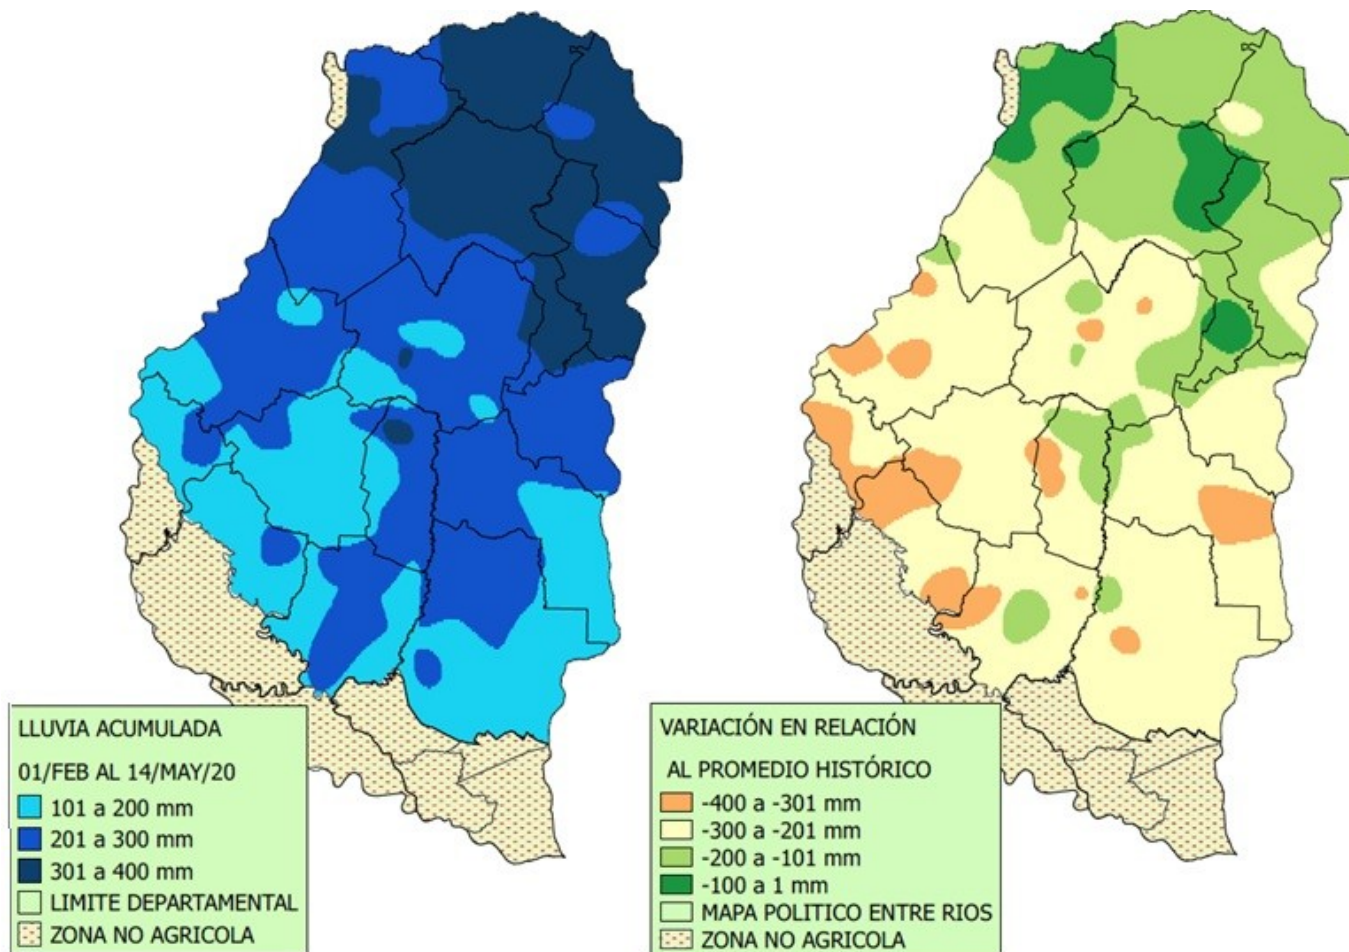 LLUVIA ACUMULADA
01/FEB AL 14/MAY/20
101 a 200 mm
201 a 300 mm
301 a 400 mm
LIMITE DEPARTAMENTAL
ZONA NO AGRICOLA
VARIACIÓN EN RELACIÓN
AL PROMEDIO HISTÓRICO
-400 a -301 mm
-300 a -201 mm
-200 a -101 mm
-100 a 1 mm
MAPA POLITICO ENTRE RIOS
ZONA NO AGRICOLA